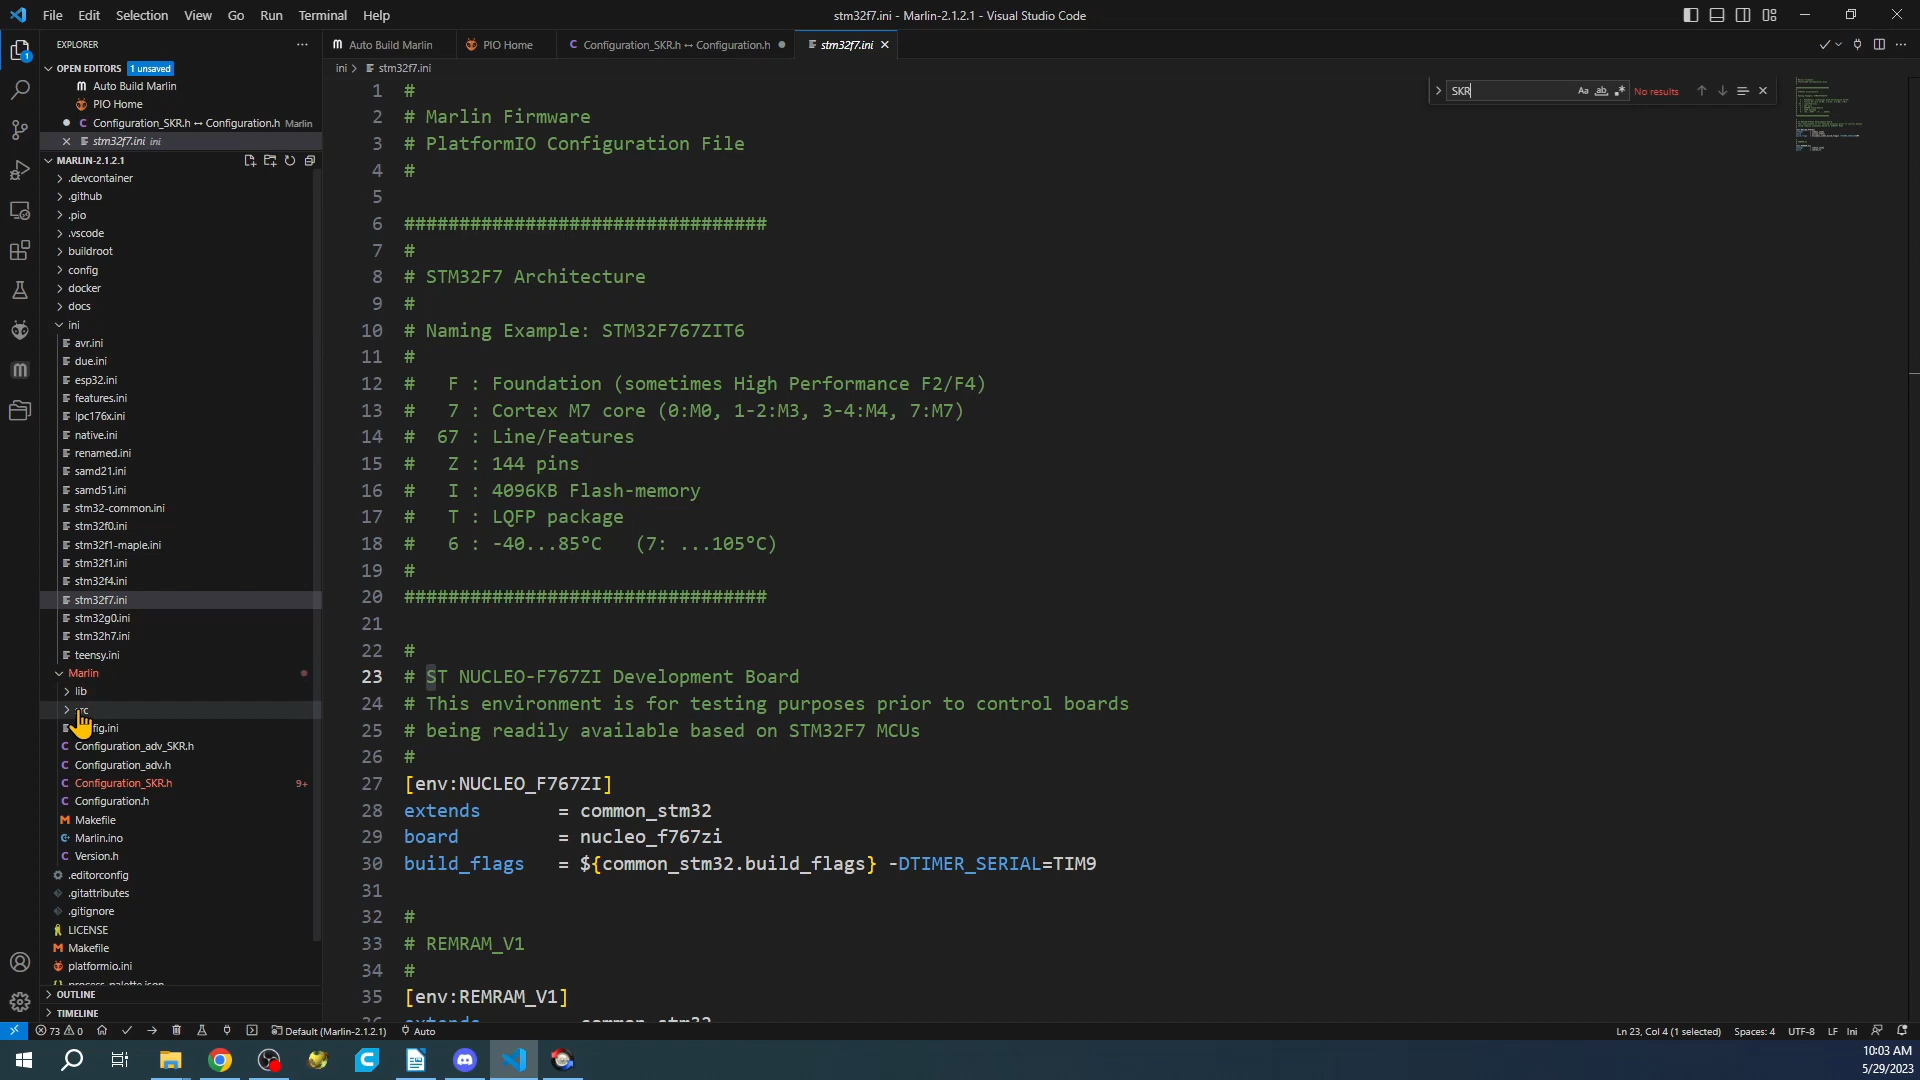 File Edit Selection View Go Run Terminal Help
stm32f7.ini - Marlin-2.1.2.1 - Visual Studio Code
EXPLORER
OPEN EDITORS 1 unsaved
Auto Build Marlin
PIO Home
Configuration_SKR.h ↔ Configuration.h Marlin
stm32f7.ini ini
MARLIN-2.1.2.1
.devcontainer
.github
.pio
.vscode
buildroot
config
docker
docs
ini
avr.ini
due.ini
esp32.ini
features.ini
lpc176x.ini
native.ini
renamed.ini
samd21.ini
samd51.ini
stm32-common.ini
stm32f0.ini
stm32f1-maple.ini
stm32f1.ini
stm32f4.ini
stm32f7.ini
stm32g0.ini
stm32h7.ini
teensy.ini
Marlin
lib
Configuration_adv_SKR.h
Configuration_adv.h
Configuration_SKR.h 9+
Configuration.h
Makefile
Marlin.ino
Version.h
.editorconfig
.gitattributes
.gitignore
LICENSE
Makefile
platformio.ini
OUTLINE
TIMELINE
Auto Build Marlin PIO Home Configuration_SKR.h ↔ Configuration.h stm32f7.ini
ini > stm32f7.ini
SKR Aa ab No results
1 #
2 # Marlin Firmware
3 # PlatformIO Configuration File
4 #
5
6 #################################
7 #
8 # STM32F7 Architecture
9 #
10 # Naming Example: STM32F767ZIT6
11 #
12 #   F : Foundation (sometimes High Performance F2/F4)
13 #   7 : Cortex M7 core (0:M0, 1-2:M3, 3-4:M4, 7:M7)
14 #  67 : Line/Features
15 #   Z : 144 pins
16 #   I : 4096KB Flash-memory
17 #   T : LQFP package
18 #   6 : -40...85°C   (7: ...105°C)
19 #
20 #################################
21
22 #
23 # ST NUCLEO-F767ZI Development Board
24 # This environment is for testing purposes prior to control boards
25 # being readily available based on STM32F7 MCUs
26 #
27 [env:NUCLEO_F767ZI]
28 extends       = common_stm32
29 board         = nucleo_f767zi
30 build_flags   = ${common_stm32.build_flags} -DTIMER_SERIAL=TIM9
31
32 #
33 # REMRAM_V1
34 #
35 [env:REMRAM_V1]
73 0 Default (Marlin-2.1.2.1) Auto
Ln 23, Col 4 (1 selected) Spaces: 4 UTF-8 LF Ini
10:03 AM
5/29/2023